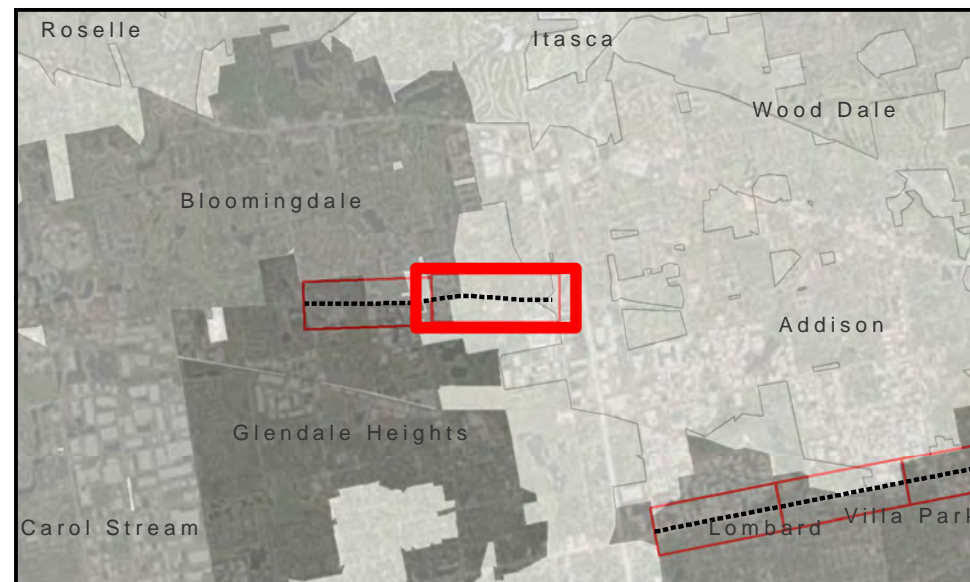 Roselle
Itasca
Wood Dale
Bloomingdale
Addison
Glendale Heights
Carol Stream
Lombard
Villa Park